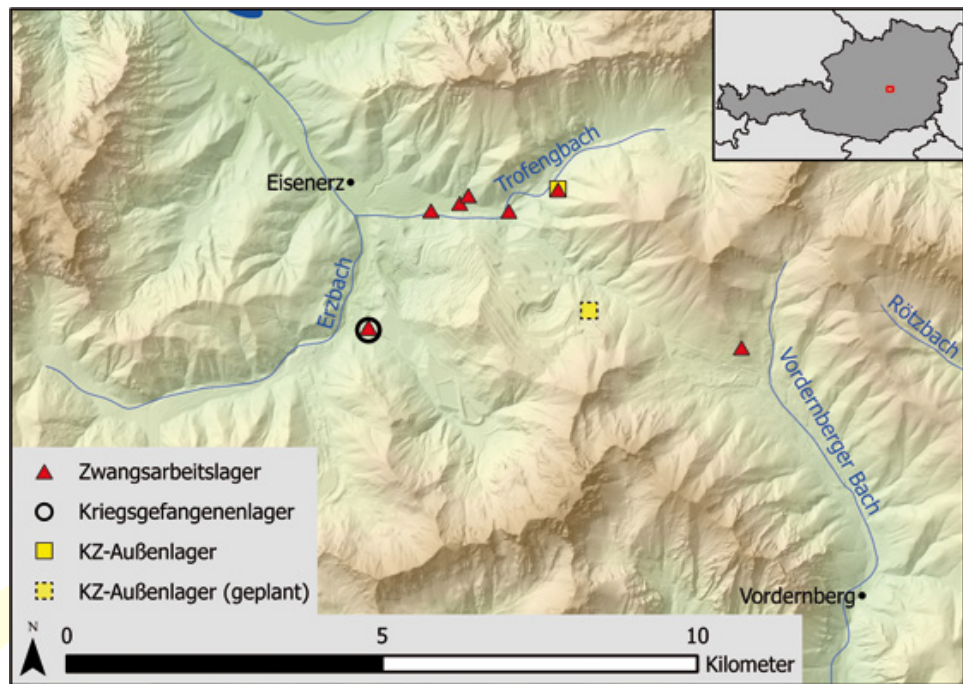 Trofengbach
Eisenerz
Erzbach
Rötzbach
Vordernberger Bach
Zwangsarbeitslager
Kriegsgefangenenlager
KZ-Außenlager
KZ-Außenlager (geplant)
Vordernberg
N
0 5 10
Kilometer